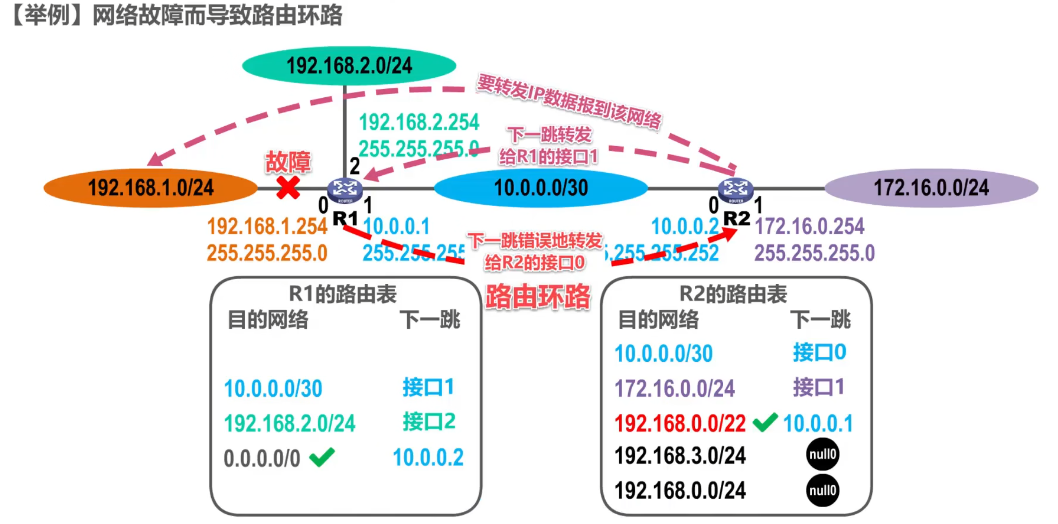 【举例】网络故障而导致路由环路
192.168.2.0/24
要转发IP数据报到该网络
192.168.2.254
255.255.255.0
下一跳转发
给R1的接口1
故障
2
192.168.1.0/24
10.0.0.0/30
172.16.0.0/24
ROUTER
ROUTER
0
R1
1
0
R2
1
192.168.1.254
255.255.255.0
10.0.0.1
255.255.255
下一跳错误地转发
给R2的接口0
10.0.0.2
.255.255.252
172.16.0.254
255.255.255.0
路由环路
R1的路由表
目的网络 下一跳
10.0.0.0/30 接口1
192.168.2.0/24 接口2
0.0.0.0/0 10.0.0.2
R2的路由表
目的网络 下一跳
10.0.0.0/30 接口0
172.16.0.0/24 接口1
192.168.0.0/22 10.0.0.1
192.168.3.0/24 null0
192.168.0.0/24 null0